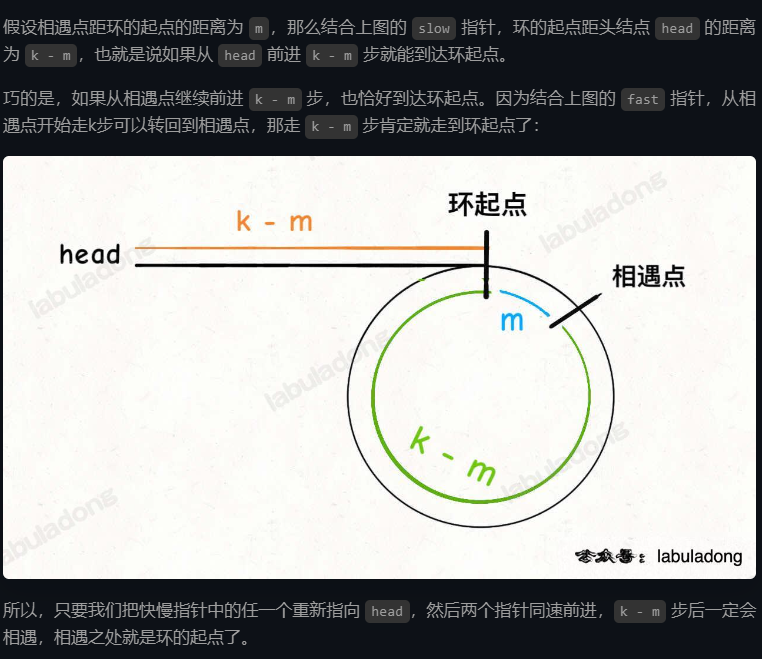 假设相遇点距环的起点的距离为 m，那么结合上图的 slow 指针，环的起点距头结点 head 的距离
为 k - m，也就是说如果从 head 前进 k - m 步就能到达环起点。
巧的是，如果从相遇点继续前进 k - m 步，也恰好到达环起点。因为结合上图的 fast 指针，从相
遇点开始走k步可以转回到相遇点，那走 k - m 步肯定就走到环起点了：
labuladong
环起点
k - m
head
labuladong
相遇点
m
labuladong
k - m
labuladong
labuladong
公众号：labuladong
所以，只要我们把快慢指针中的任一个重新指向 head，然后两个指针同速前进，k - m 步后一定会
相遇，相遇之处就是环的起点了。